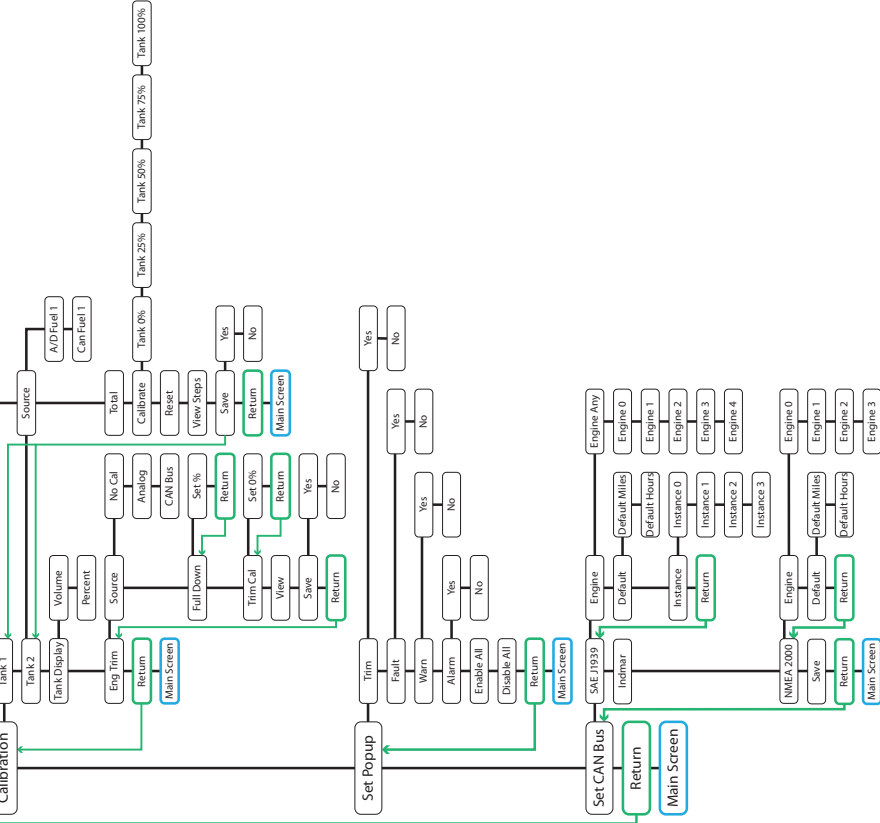 Calibration
Tank 1
Tank 2
Source
A/D Fuel 1
Can Fuel 1
Total
Calibrate
Tank 0%
Tank 25%
Tank 50%
Tank 75%
Tank 100%
Reset
View Steps
Save
Yes
No
Return
Main Screen
Tank Display
Volume
Percent
Eng Trim
Source
No Cal
Analog
CAN Bus
Full Down
Set %
Return
Trim Cal
Set 0%
Return
View
Save
Yes
No
Return
Return
Main Screen
Set Popup
Trim
Yes
No
Fault
Yes
No
Warn
Yes
No
Alarm
Yes
No
Enable All
Disable All
Return
Main Screen
Set CAN Bus
SAE J1939
Engine
Engine Any
Engine 0
Engine 1
Engine 2
Engine 3
Engine 4
Default
Default Miles
Default Hours
Instance
Instance 0
Instance 1
Instance 2
Instance 3
Return
Indmar
NMEA 2000
Engine
Engine 0
Engine 1
Engine 2
Engine 3
Default
Default Miles
Default Hours
Return
Save
Return
Main Screen
Return
Main Screen